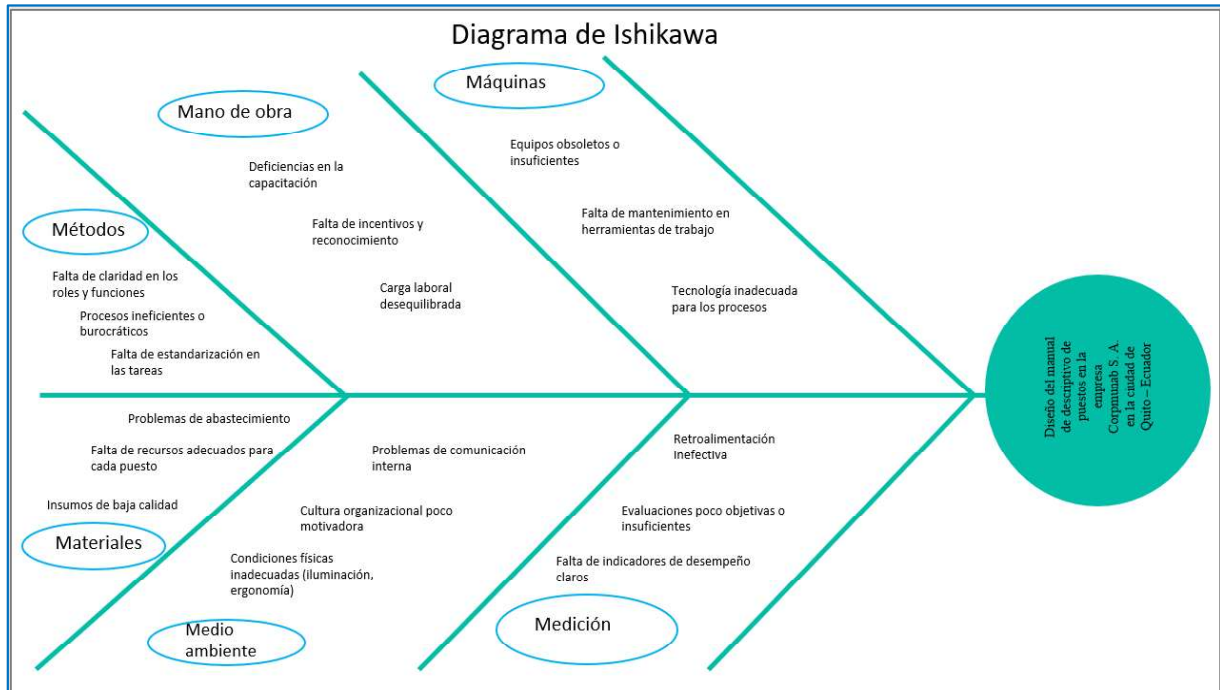 Diagrama de Ishikawa
Métodos
Falta de claridad en los
roles y funciones
Procesos ineficientes o
burocráticos
Falta de estandarización en
las tareas
Mano de obra
Deficiencias en la
capacitación
Falta de incentivos y
reconocimiento
Carga laboral
desequilibrada
Máquinas
Equipos obsoletos o
insuficientes
Falta de mantenimiento en
herramientas de trabajo
Tecnología inadecuada
para los procesos
Problemas de abastecimiento
Falta de recursos adecuados para
cada puesto
Insumos de baja calidad
Materiales
Problemas de comunicación
interna
Cultura organizacional poco
motivadora
Condiciones físicas
inadecuadas (iluminación,
ergonomía)
Medio
ambiente
Retroalimentación
inefectiva
Evaluaciones poco objetivas o
insuficientes
Falta de indicadores de desempeño
claros
Medición
Diseño del manual
de descriptivo de
puestos en la
empresa
Corpmunab S. A.
en la ciudad de
Quito – Ecuador